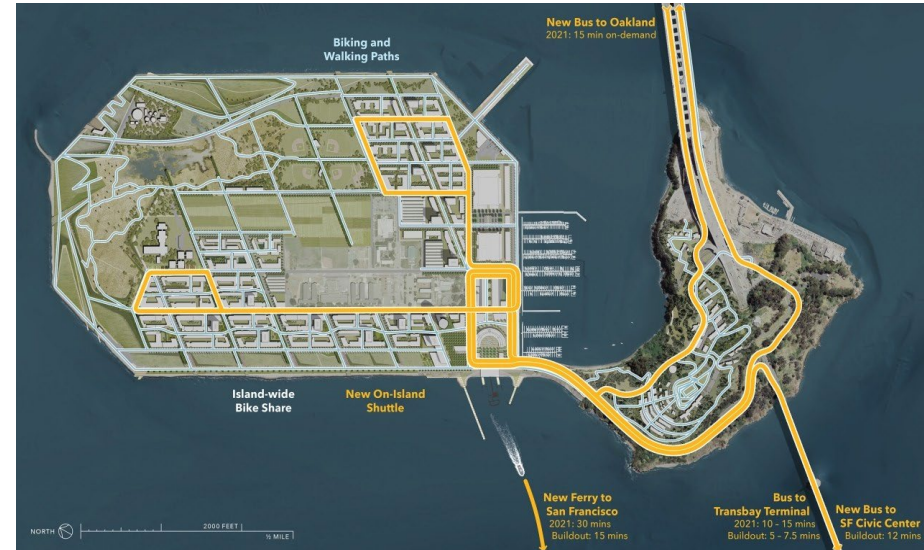 New Bus to Oakland
2021: 15 min on-demand
Biking and
Walking Paths
Island-wide
Bike Share
New On-Island
Shuttle
New Ferry to
San Francisco
2021: 30 mins
Buildout: 15 mins
Bus to
Transbay Terminal
2021: 10 - 15 mins
Buildout: 5 - 7.5 mins
New Bus to
SF Civic Center
Buildout: 12 mins
NORTH
2000 FEET
½ MILE